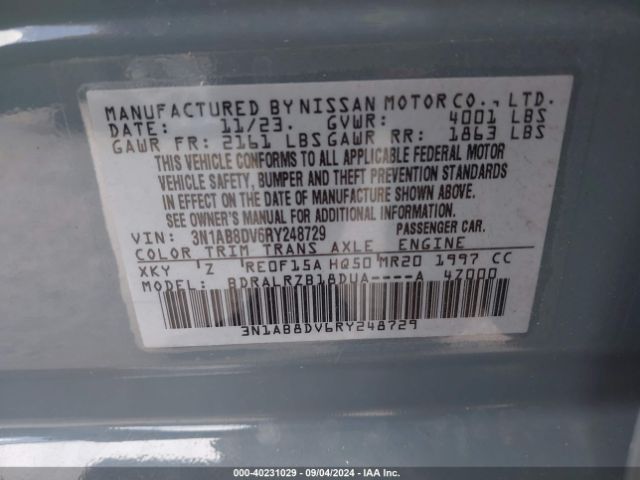 MANUFACTURED BY NISSAN MOTOR CO., LTD.
DATE: 11/23. GVWR: 4001 LBS
GAWR FR: 2161 LBS GAWR RR: 1863 LBS
THIS VEHICLE CONFORMS TO ALL APPLICABLE FEDERAL MOTOR
VEHICLE SAFETY, BUMPER AND THEFT PREVENTION STANDARDS
IN EFFECT ON THE DATE OF MANUFACTURE SHOWN ABOVE.
SEE OWNER'S MANUAL FOR ADDITIONAL INFORMATION.
VIN: 3N1AB8DV6RY248729 PASSENGER CAR.
COLOR TRIM TRANS AXLE ENGINE
XKY Z RE0F15A HQ50 MR20 1997 CC
MODEL: BDRALRZB18DUA----A 4Z000
3N1AB8DV6RY248729
000-40231029 - 09/04/2024 - IAA Inc.